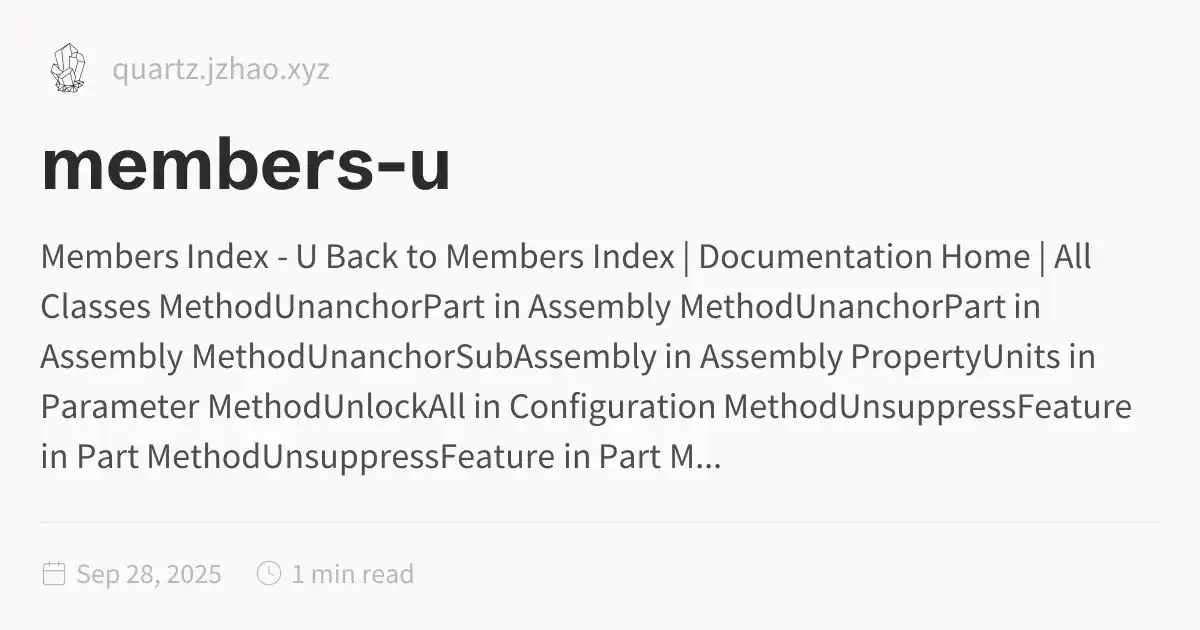 quartz.jzhao.xyz
members-u
Members Index - U Back to Members Index | Documentation Home | All
Classes MethodUnanchorPart in Assembly MethodUnanchorPart in
Assembly MethodUnanchorSubAssembly in Assembly PropertyUnits in
Parameter MethodUnlockAll in Configuration MethodUnsuppressFeature
in Part MethodUnsuppressFeature in Part M...
Sep 28, 2025 1 min read